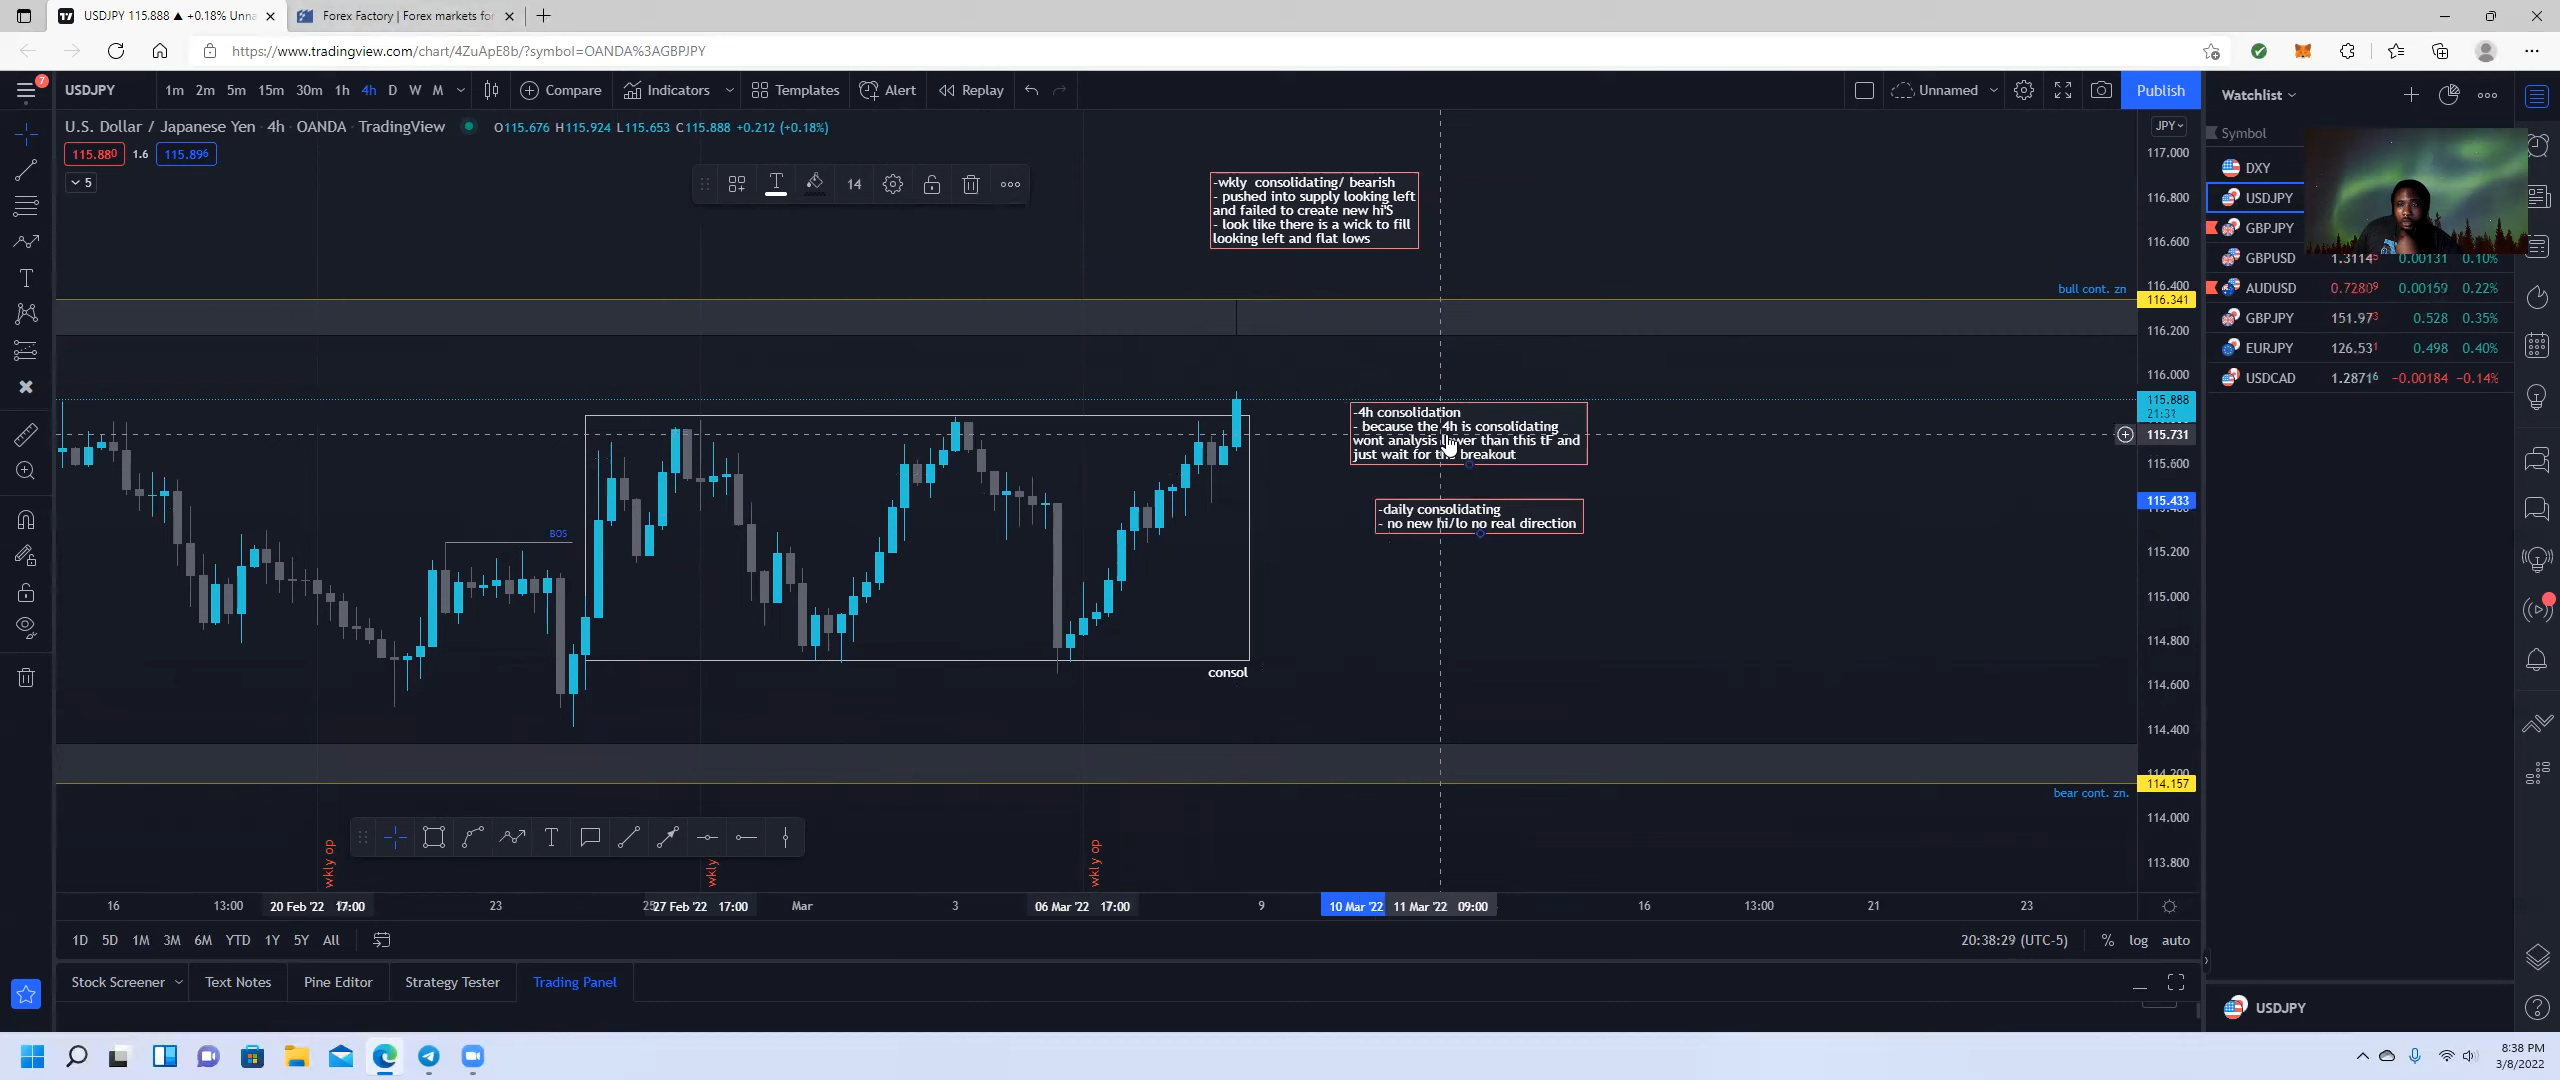 USDJPY 115.888 ▲ +0.18% Unna
Forex Factory | Forex markets for
https://www.tradingview.com/chart/4ZuApE8b/?symbol=OANDA%3AGBPJPY
7
USDJPY
1m 2m 5m 15m 30m 1h 4h D W M
Compare
Indicators
Templates
Alert
Replay
Unnamed
Publish
U.S. Dollar / Japanese Yen · 4h · OANDA · TradingView
O115.676 H115.924 L115.653 C115.888 +0.212 (+0.18%)
115.880 1.6 115.896
5
14
-wkly consolidating/ bearish
- pushed into supply looking left
and failed to create new hi'S
- look like there is a wick to fill
looking left and flat lows
bull cont. zn
-4h consolidation
- because the 4h is consolidating
wont analysis lower than this tF and
just wait for the breakout
-daily consolidating
- no new hi/lo no real direction
BOS
consol
bear cont. zn.
wkly op
wkly
wkly op
JPY
117.000
116.800
116.600
116.400
116.341
116.200
116.000
115.888
21:31
115.731
115.600
115.433
115.200
115.000
114.800
114.600
114.400
114.157
114.000
113.800
16 13:00 20 Feb '22 17:00 23 27 Feb '22 17:00 Mar 3 06 Mar '22 17:00 9 10 Mar '22 11 Mar '22 09:00 16 13:00 21 23
1D 5D 1M 3M 6M YTD 1Y 5Y All
20:38:29 (UTC-5) % log auto
Stock Screener
Text Notes
Pine Editor
Strategy Tester
Trading Panel
Watchlist
Symbol
DXY
USDJPY
GBPJPY
GBPUSD 1.3114 0.00131 0.10%
AUDUSD 0.72809 0.00159 0.22%
GBPJPY 151.973 0.528 0.35%
EURJPY 126.531 0.498 0.40%
USDCAD 1.28716 −0.00184 −0.14%
USDJPY
8:38 PM
3/8/2022